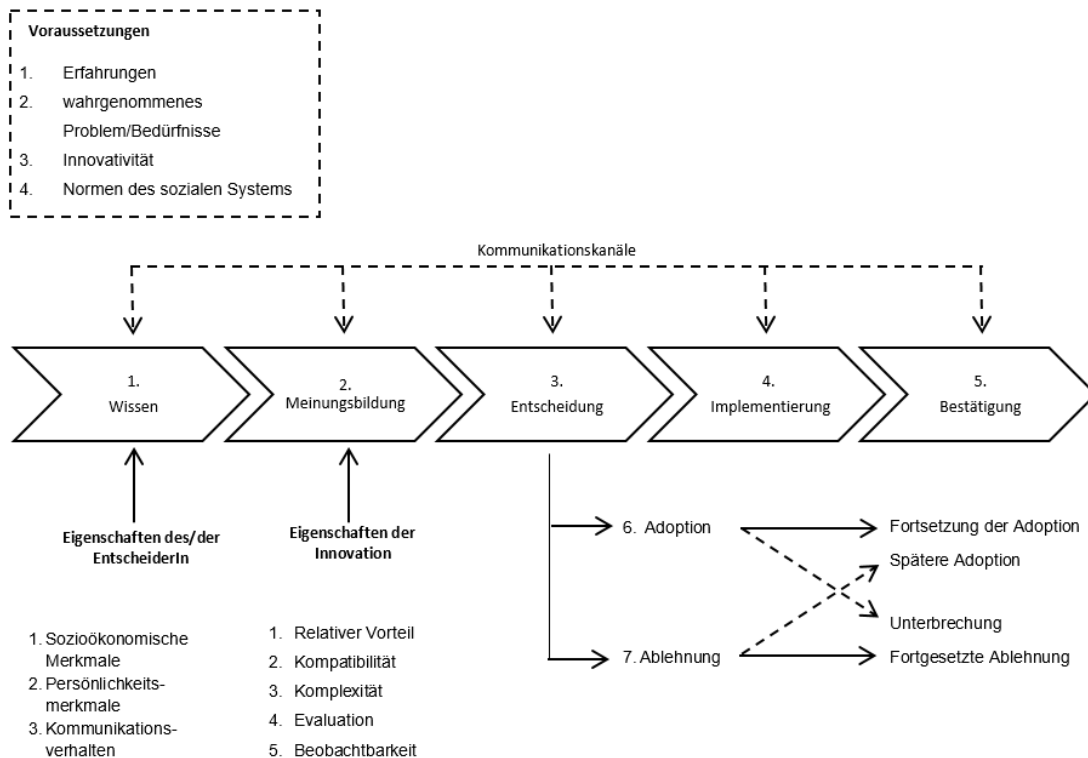 Voraussetzungen
1. Erfahrungen
2. wahrgenommenes
Problem/Bedürfnisse
3. Innovativität
4. Normen des sozialen Systems
Kommunikationskanäle
1.
Wissen
2.
Meinungsbildung
3.
Entscheidung
4.
Implementierung
5.
Bestätigung
Eigenschaften des/der
EntscheiderIn
Eigenschaften der
Innovation
6. Adoption
7. Ablehnung
Fortsetzung der Adoption
Spätere Adoption
Unterbrechung
Fortgesetzte Ablehnung
1. Sozioökonomische
Merkmale
2. Persönlichkeits-
merkmale
3. Kommunikations-
verhalten
1. Relativer Vorteil
2. Kompatibilität
3. Komplexität
4. Evaluation
5. Beobachtbarkeit